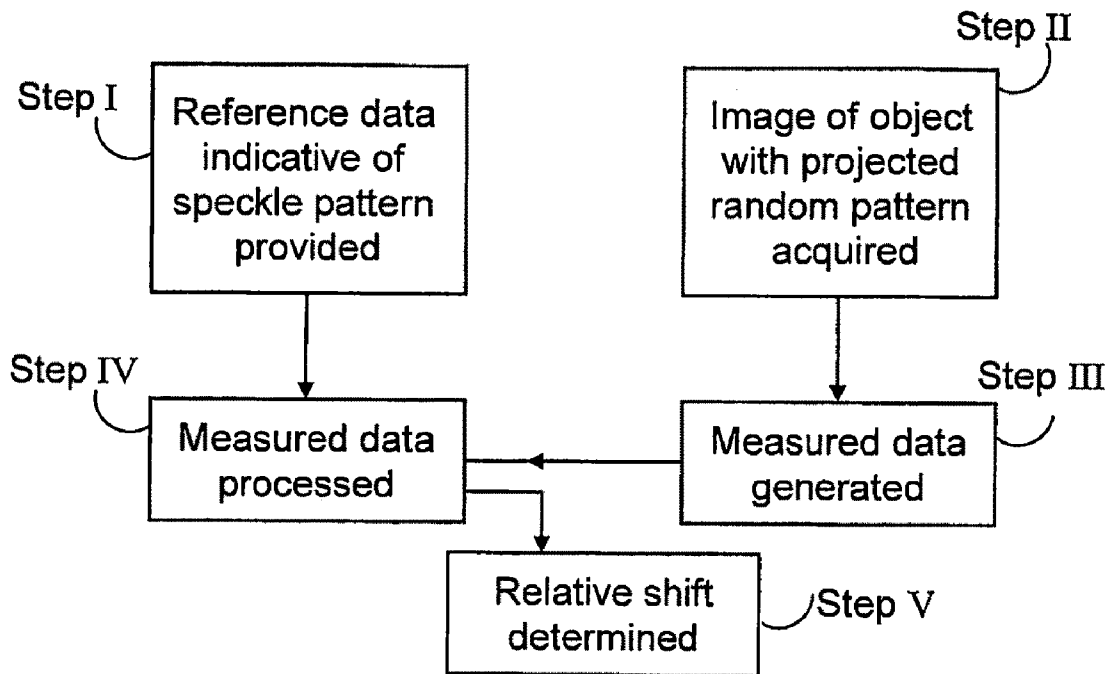 Step I
Reference data
indicative of
speckle pattern
provided
Step II
Image of object
with projected
random pattern
acquired
Step IV
Measured data
processed
Step III
Measured data
generated
Relative shift
determined
Step V